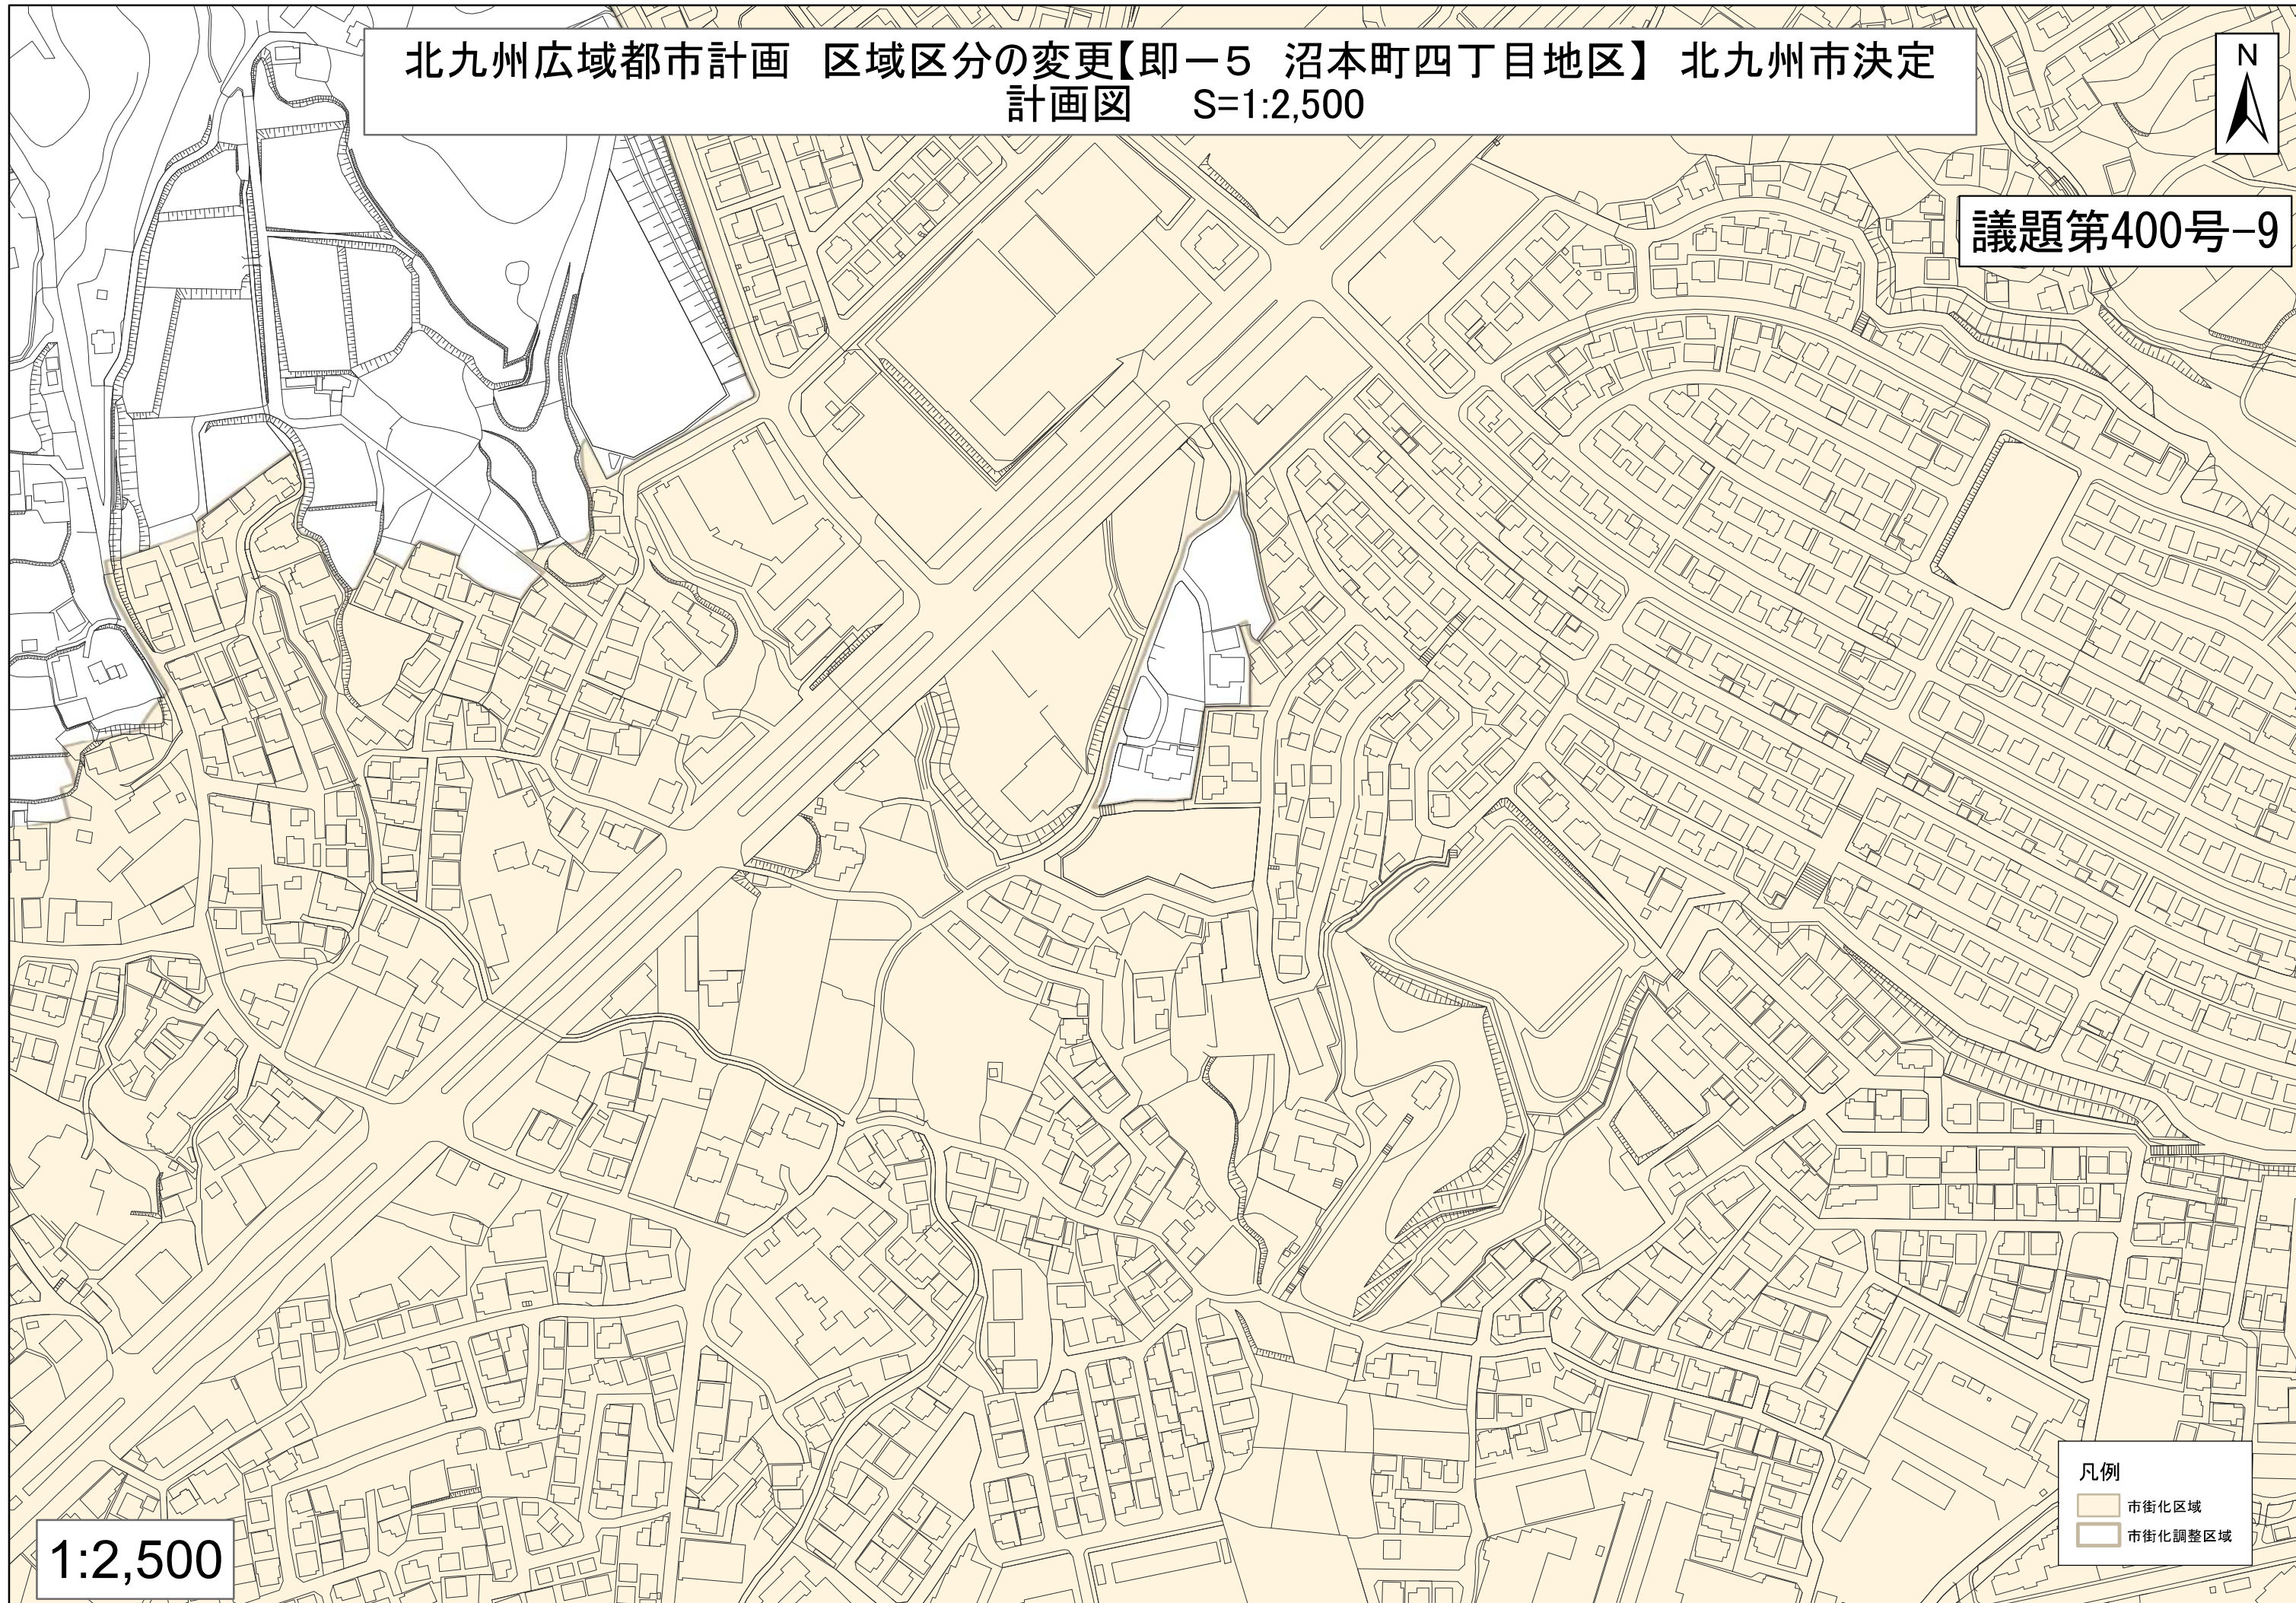 北九州広域都市計画　区域区分の変更【即－５　沼本町四丁目地区】　北九州市決定
計画図　　S=1:2,500
N
議題第400号-9
凡例
市街化区域
市街化調整区域
1:2,500